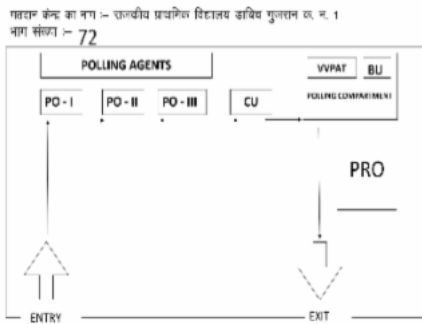 मतदान केन्द्र का नाम :- राजकीय प्राथमिक विद्यालय डाबिच गुजरान क. न. 1
भाग संख्या :- 72
POLLING AGENTS
VVPAT BU
POLLING COMPARTMENT
PO - I PO - II PO - III CU
PRO
ENTRY EXIT